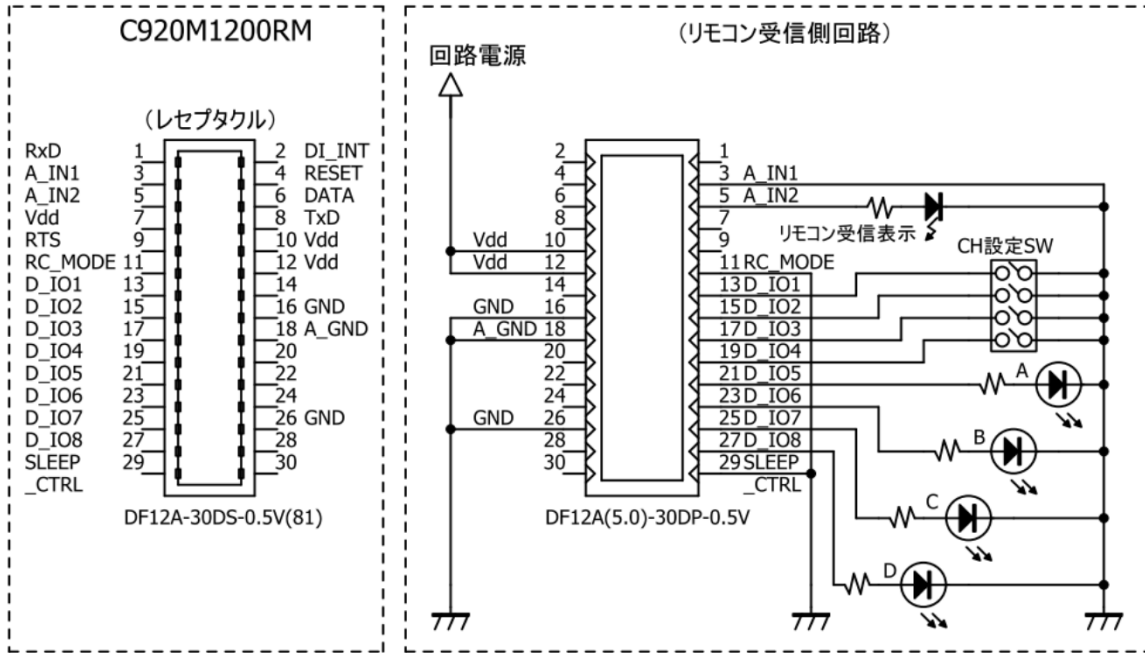 C920M1200RM
(レセプタクル)
RxD 1 2 DI_INT
A_IN1 3 4 RESET
A_IN2 5 6 DATA
Vdd 7 8 TxD
RTS 9 10 Vdd
RC_MODE 11 12 Vdd
D_IO1 13 14
D_IO2 15 16 GND
D_IO3 17 18 A_GND
D_IO4 19 20
D_IO5 21 22
D_IO6 23 24
D_IO7 25 26 GND
D_IO8 27 28
SLEEP 29 30
_CTRL
DF12A-30DS-0.5V(81)
(リモコン受信側回路)
回路電源
2 1
4 3 A_IN1
6 5 A_IN2
8 7
リモコン受信表示
Vdd 10 9
CH設定SW
Vdd 12 11 RC_MODE
14 13 D_IO1
GND 16 15 D_IO2
A_GND 18 17 D_IO3
20 19 D_IO4
22 21 D_IO5 A
24 23 D_IO6
GND 26 25 D_IO7
28 27 D_IO8 B
30 29 SLEEP
_CTRL
C
DF12A(5.0)-30DP-0.5V
D